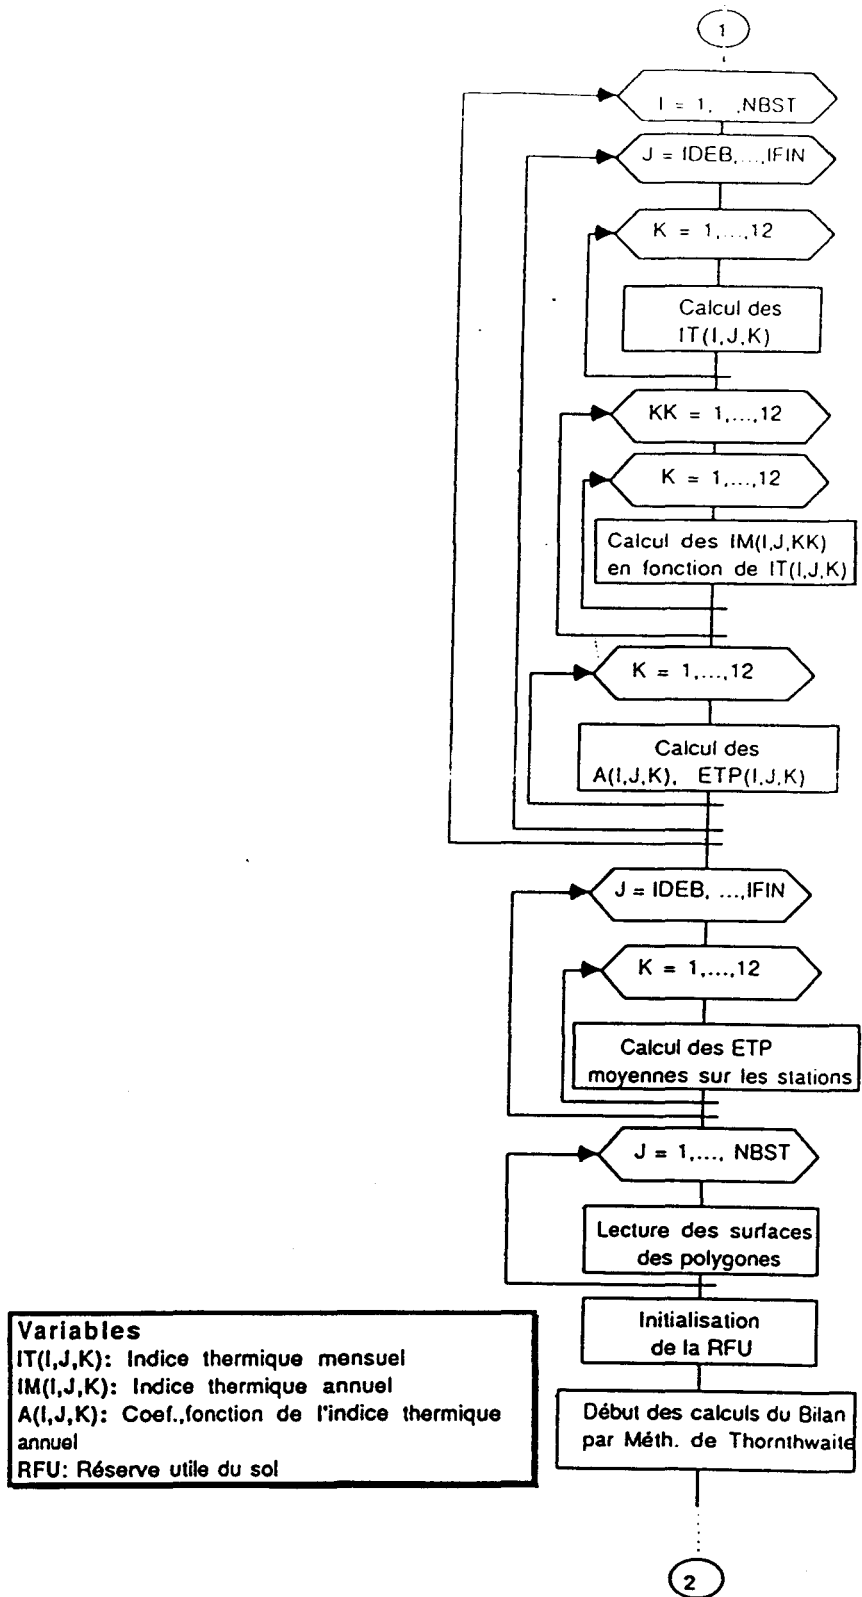 1
I = 1, ..,NBST
J = IDEB,...,IFIN
K = 1,...,12
Calcul des
IT(I,J,K)
KK = 1,...,12
K = 1,...,12
Calcul des IM(I,J,KK)
en fonction de IT(I,J,K)
K = 1,...,12
Calcul des
A(I,J,K), ETP(I,J,K)
J = IDEB, ...,IFIN
K = 1,...,12
Calcul des ETP
moyennes sur les stations
J = 1,..., NBST
Lecture des surfaces
des polygones
Initialisation
de la RFU
Début des calculs du Bilan
par Méth. de Thornthwaite
2
Variables
IT(I,J,K): Indice thermique mensuel
IM(I,J,K): Indice thermique annuel
A(I,J,K): Coef.,fonction de l'indice thermique
annuel
RFU: Réserve utile du sol